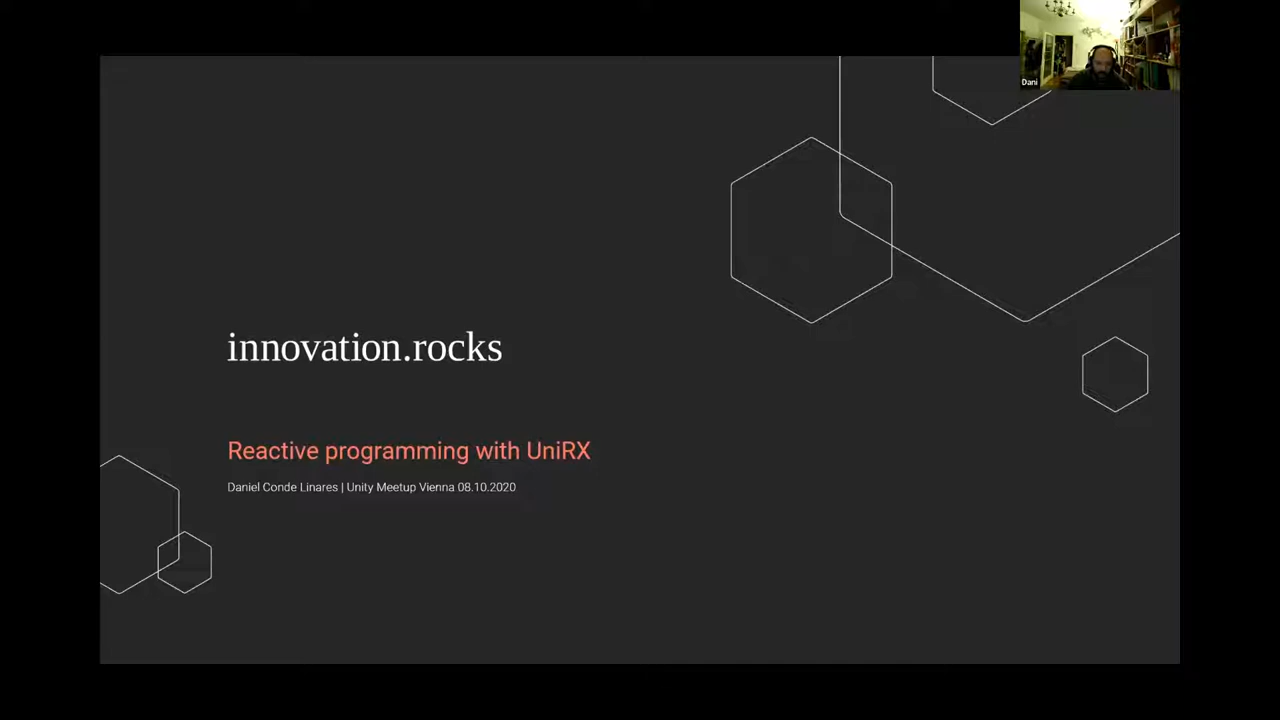 Dani
innovation.rocks
Reactive programming with UniRX
Daniel Conde Linares | Unity Meetup Vienna 08.10.2020